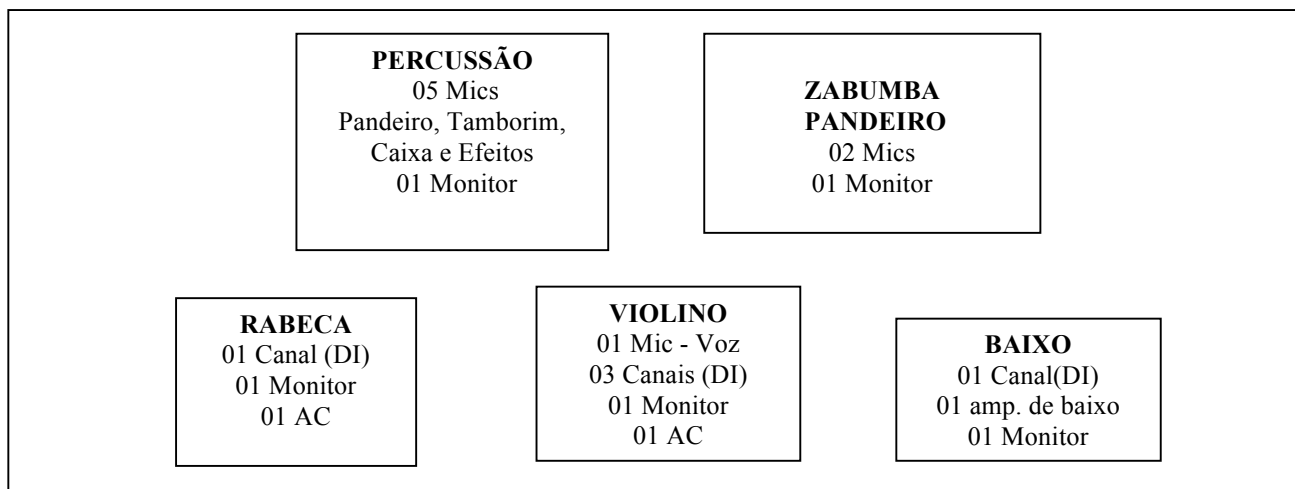 PERCUSSÃO
05 Mics
Pandeiro, Tamborim,
Caixa e Efeitos
01 Monitor
ZABUMBA
PANDEIRO
02 Mics
01 Monitor
RABECA
01 Canal (DI)
01 Monitor
01 AC
VIOLINO
01 Mic - Voz
03 Canais (DI)
01 Monitor
01 AC
BAIXO
01 Canal(DI)
01 amp. de baixo
01 Monitor